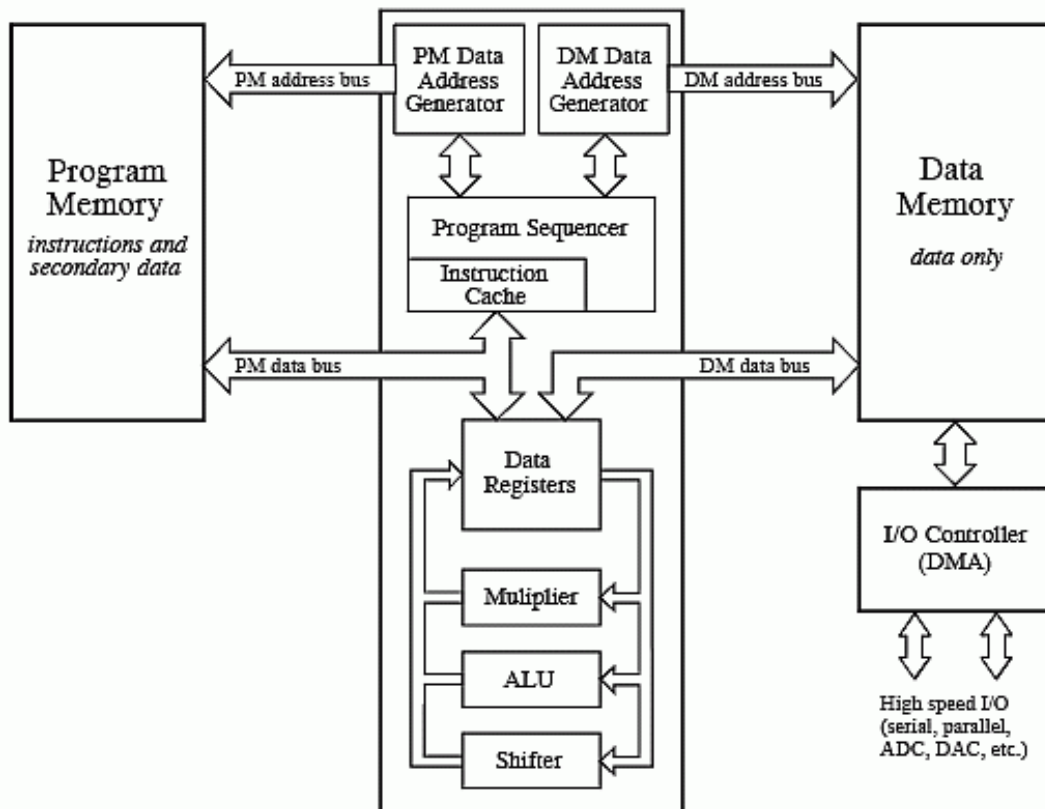 PM Data
Address
Generator
DM Data
Address
Generator
PM address bus
DM address bus
Program
Memory
instructions and
secondary data
Data
Memory
data only
Program Sequencer
Instruction
Cache
PM data bus
DM data bus
Data
Registers
I/O Controller
(DMA)
Muliplier
ALU
Shifter
High speed I/O
(serial, parallel,
ADC, DAC, etc.)